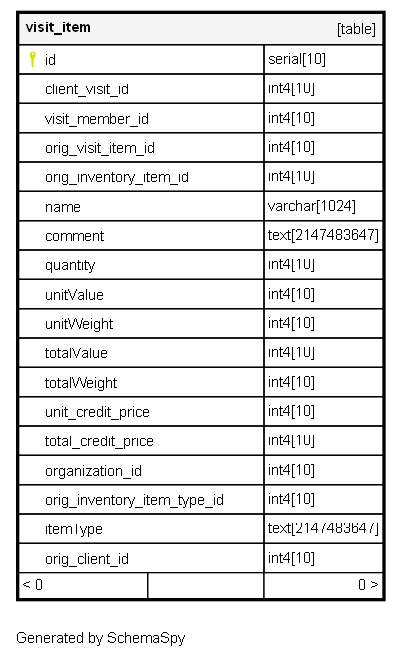 visit_item [table]
id serial[10]
client_visit_id int4[10]
visit_member_id int4[10]
orig_visit_item_id int4[10]
orig_inventory_item_id int4[10]
name varchar[1024]
comment text[2147483647]
quantity int4[10]
unitValue int4[10]
unitWeight int4[10]
totalValue int4[10]
totalWeight int4[10]
unit_credit_price int4[10]
total_credit_price int4[10]
organization_id int4[10]
orig_inventory_item_type_id int4[10]
itemType text[2147483647]
orig_client_id int4[10]
< 0 0 >
Generated by SchemaSpy